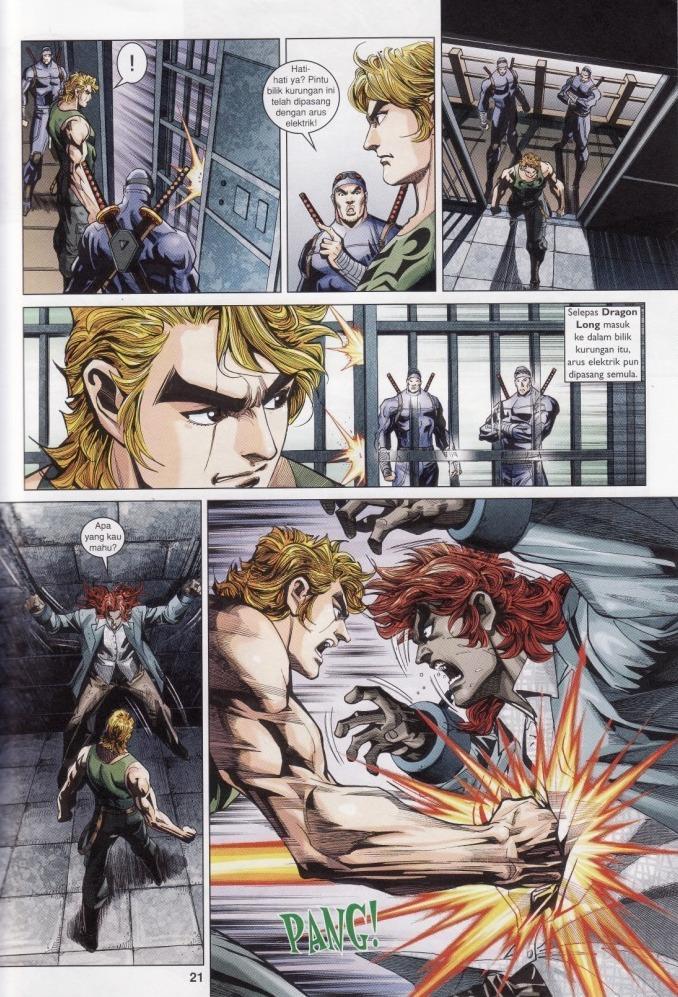 !
Hati-
hati ya? Pintu
bilik kurungan ini
telah dipasang
dengan arus
elektrik!
Selepas Dragon
Long masuk
ke dalam bilik
kurungan itu,
arus elektrik pun
dipasang semula.
Apa
yang kau
mahu?
PANG!
21